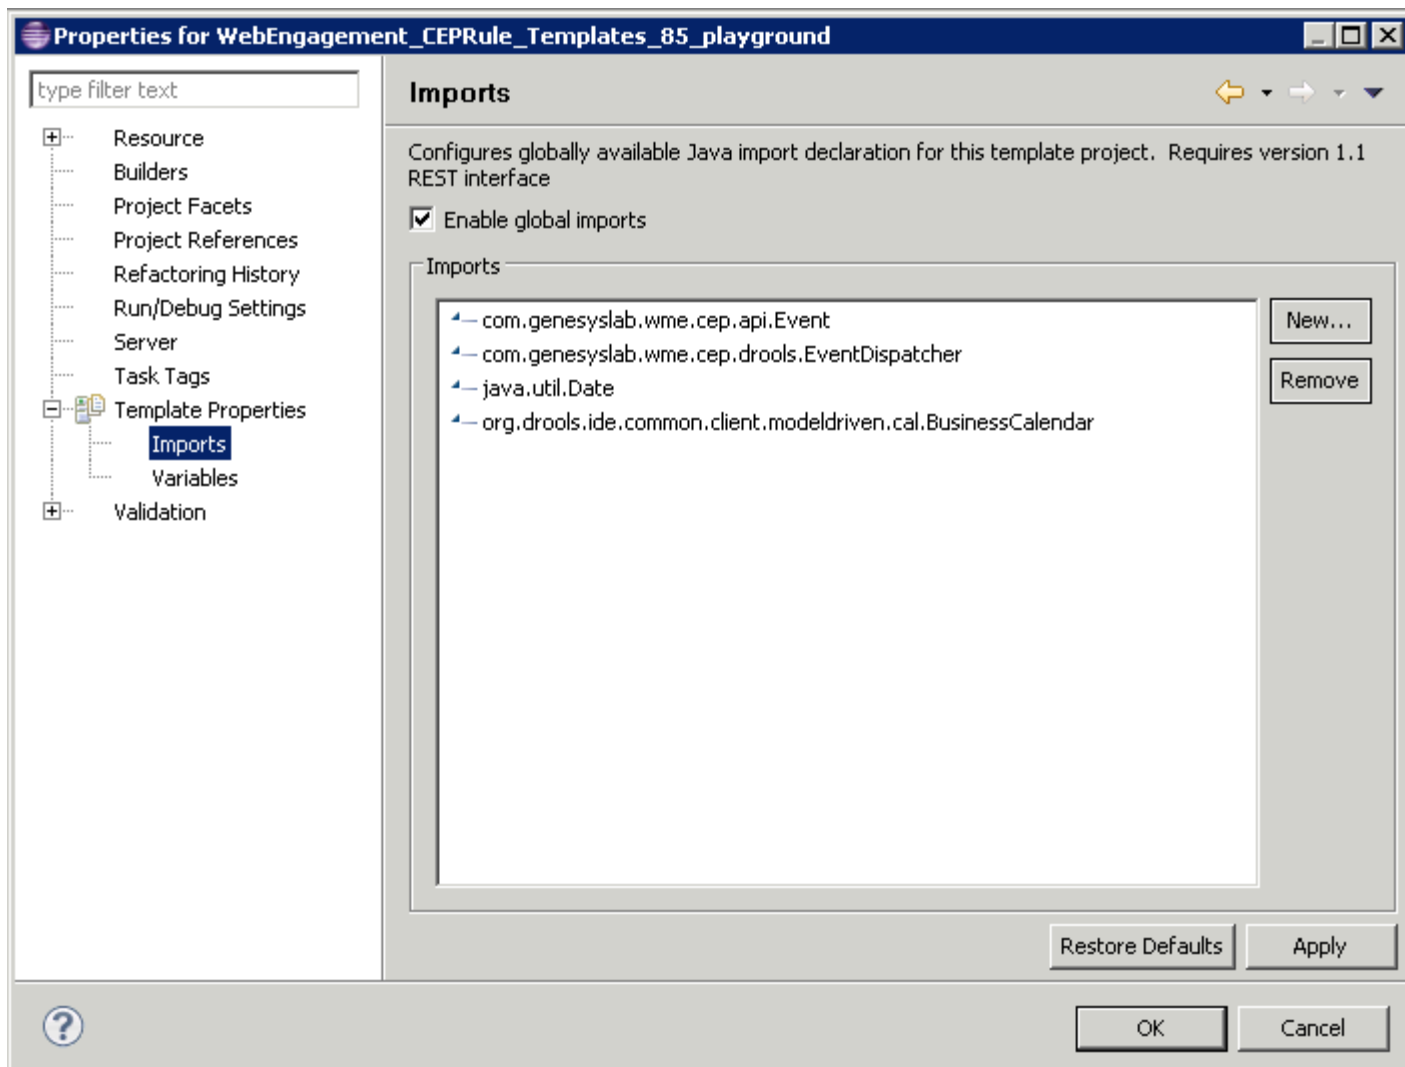 Properties for WebEngagement_CEPRule_Templates_85_playground
type filter text
Resource
Builders
Project Facets
Project References
Refactoring History
Run/Debug Settings
Server
Task Tags
Template Properties
Imports
Variables
Validation
Imports
Configures globally available Java import declaration for this template project. Requires version 1.1
REST interface
Enable global imports
Imports
com.genesyslab.wme.cep.api.Event
com.genesyslab.wme.cep.drools.EventDispatcher
java.util.Date
org.drools.ide.common.client.modeldriven.cal.BusinessCalendar
New...
Remove
Restore Defaults
Apply
?
OK
Cancel